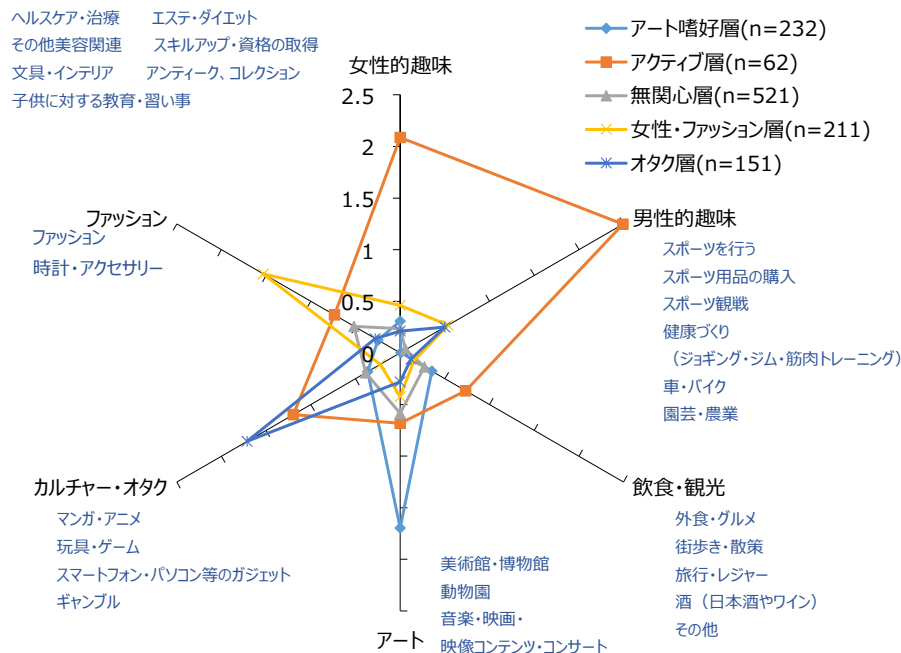 ヘルスケア・治療　エステ・ダイエット
その他美容関連　スキルアップ・資格の取得
文具・インテリア　アンティーク、コレクション
子供に対する教育・習い事
アート嗜好層(n=232)
アクティブ層(n=62)
無関心層(n=521)
女性・ファッション層(n=211)
オタク層(n=151)
女性的趣味
2.5
2
1.5
1
0.5
0
男性的趣味
スポーツを行う
スポーツ用品の購入
スポーツ観戦
健康づくり
（ジョギング・ジム・筋肉トレーニング）
車・バイク
園芸・農業
ファッション
ファッション
時計・アクセサリー
カルチャー・オタク
マンガ・アニメ
玩具・ゲーム
スマートフォン・パソコン等のガジェット
ギャンブル
飲食・観光
外食・グルメ
街歩き・散策
旅行・レジャー
酒（日本酒やワイン）
その他
アート
美術館・博物館
動物園
音楽・映画・
映像コンテンツ・コンサート